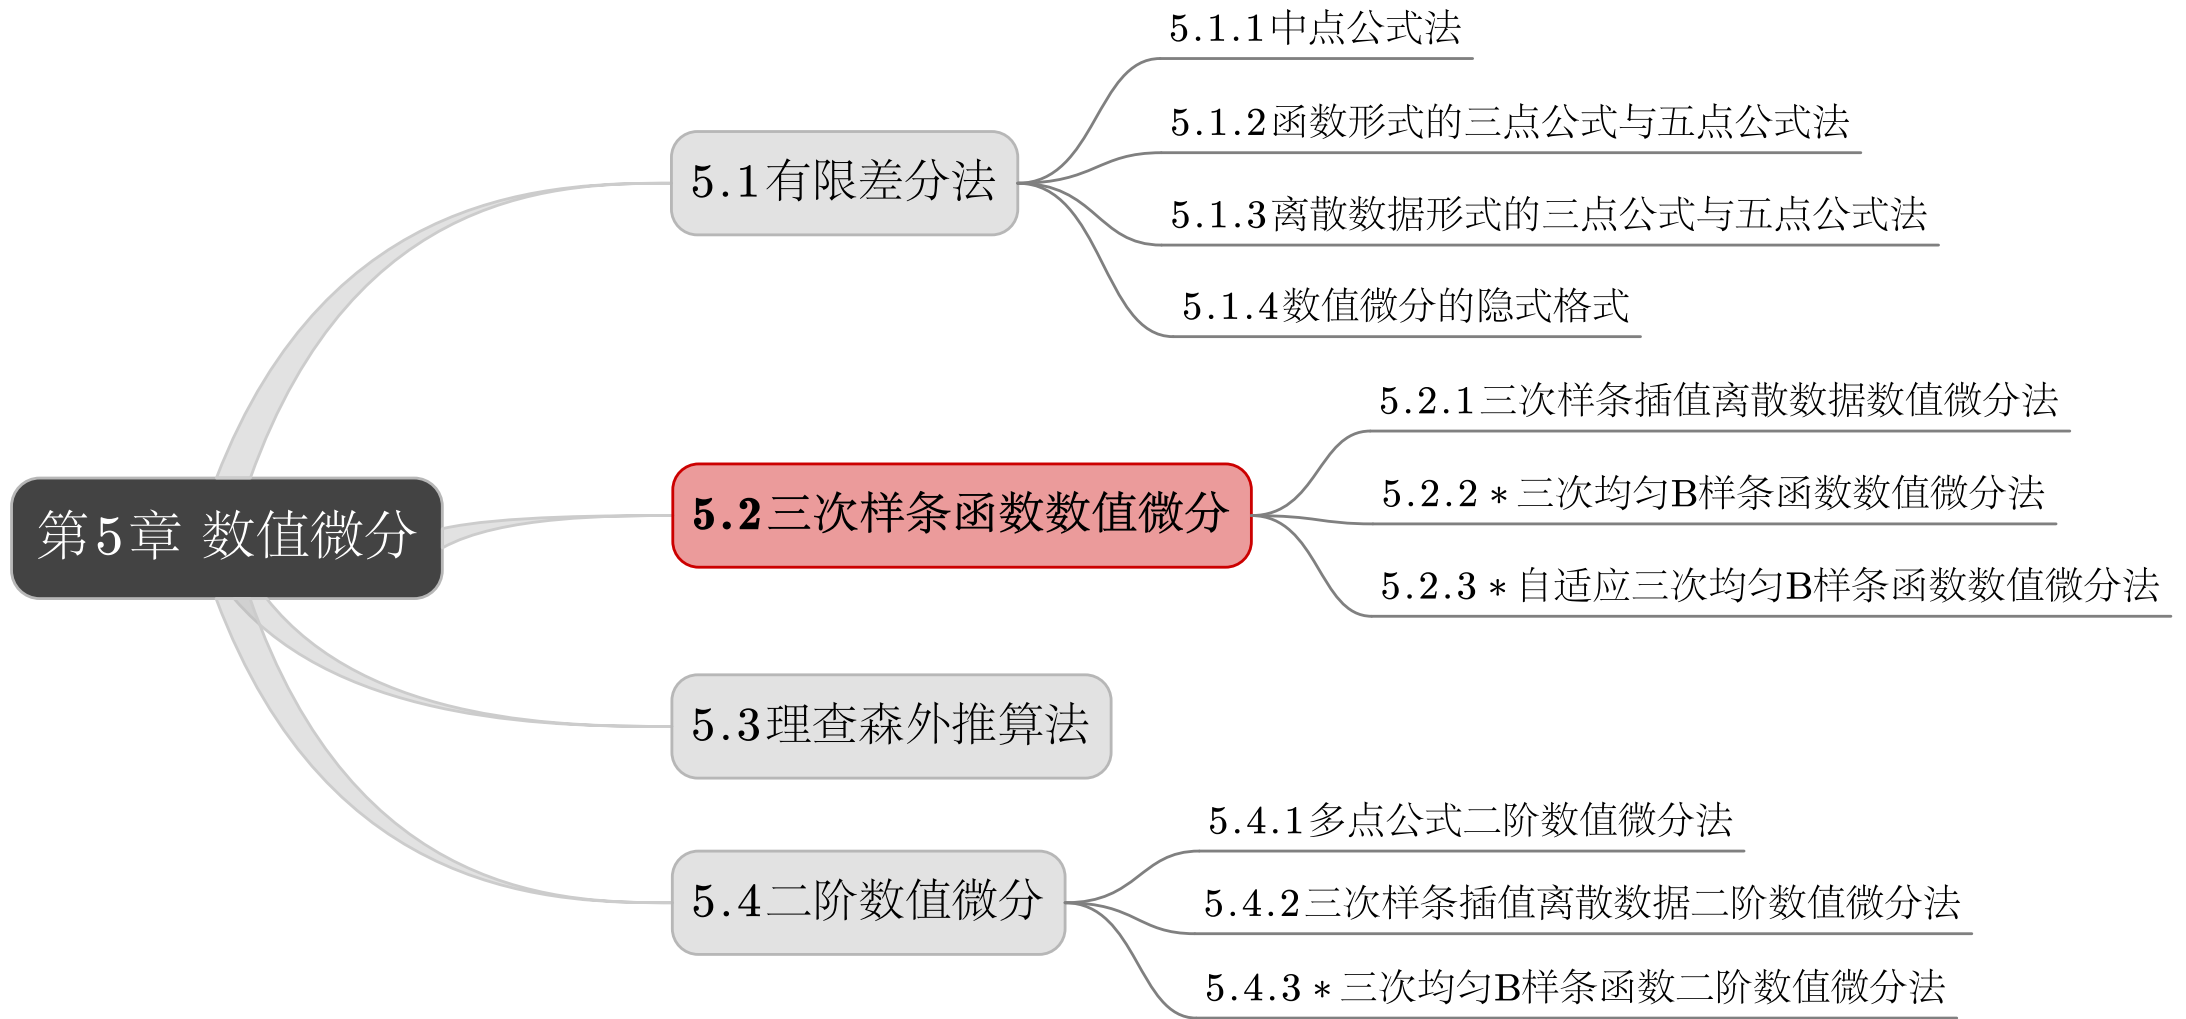 第5章 数值微分
5.1有限差分法
5.1.1中点公式法
5.1.2函数形式的三点公式与五点公式法
5.1.3离散数据形式的三点公式与五点公式法
5.1.4数值微分的隐式格式
5.2三次样条函数数值微分
5.2.1三次样条插值离散数据数值微分法
5.2.2*三次均匀B样条函数数值微分法
5.2.3*自适应三次均匀B样条函数数值微分法
5.3理查森外推算法
5.4二阶数值微分
5.4.1多点公式二阶数值微分法
5.4.2三次样条插值离散数据二阶数值微分法
5.4.3*三次均匀B样条函数二阶数值微分法